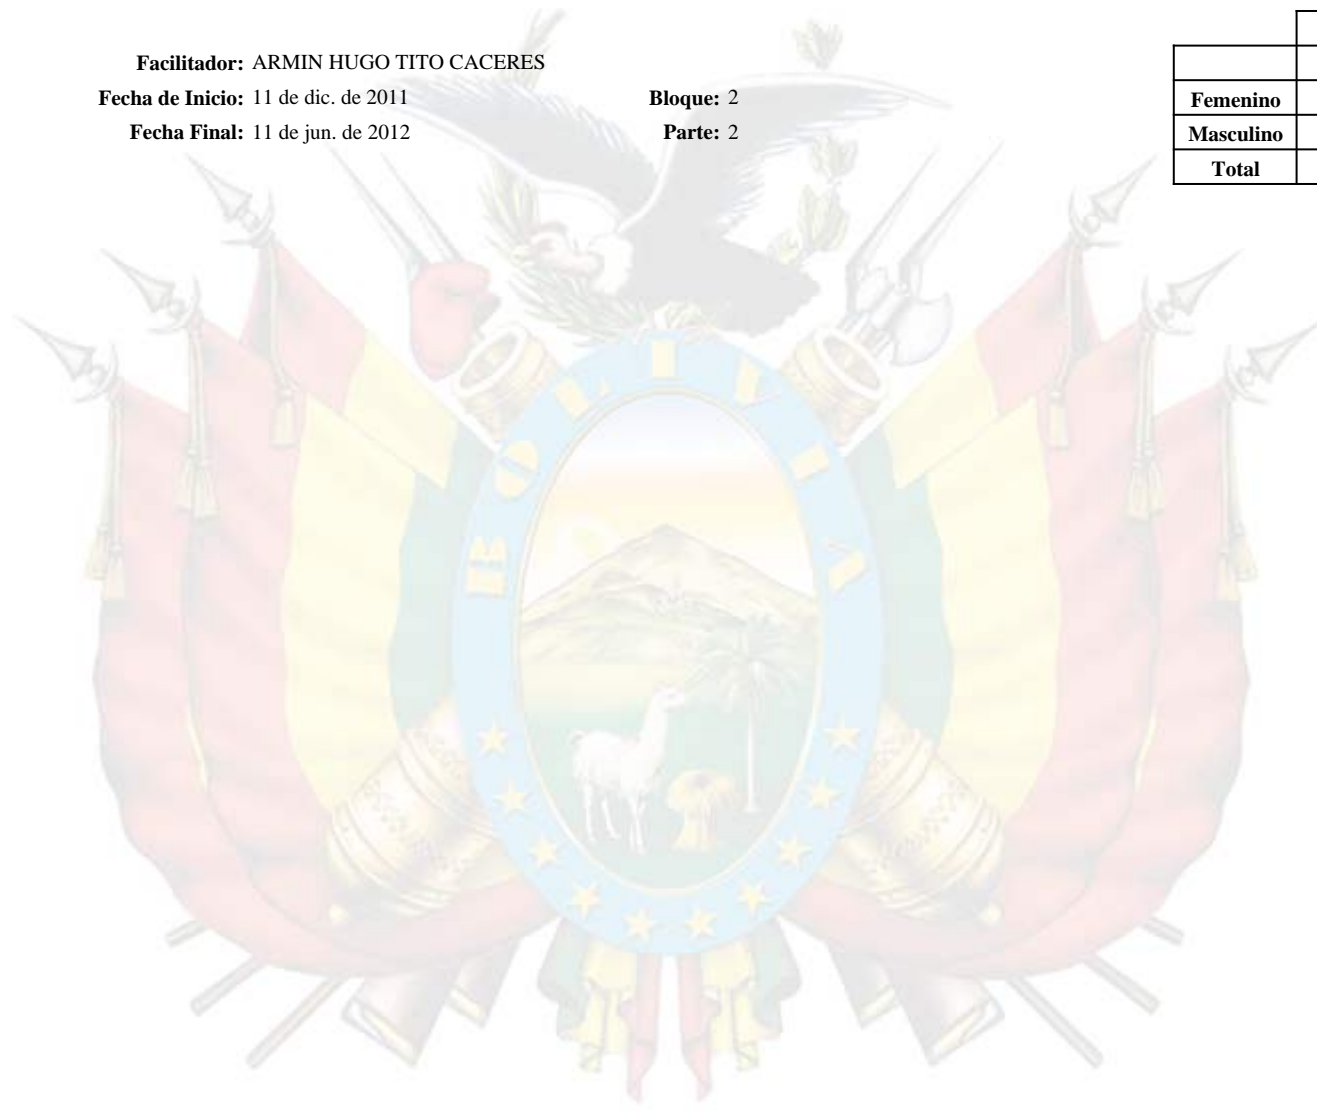 Facilitador: ARMIN HUGO TITO CACERES
Fecha de Inicio: 11 de dic. de 2011 Bloque: 2
Fecha Final: 11 de jun. de 2012 Parte: 2
Femenino
Masculino
Total
BOLIVIA